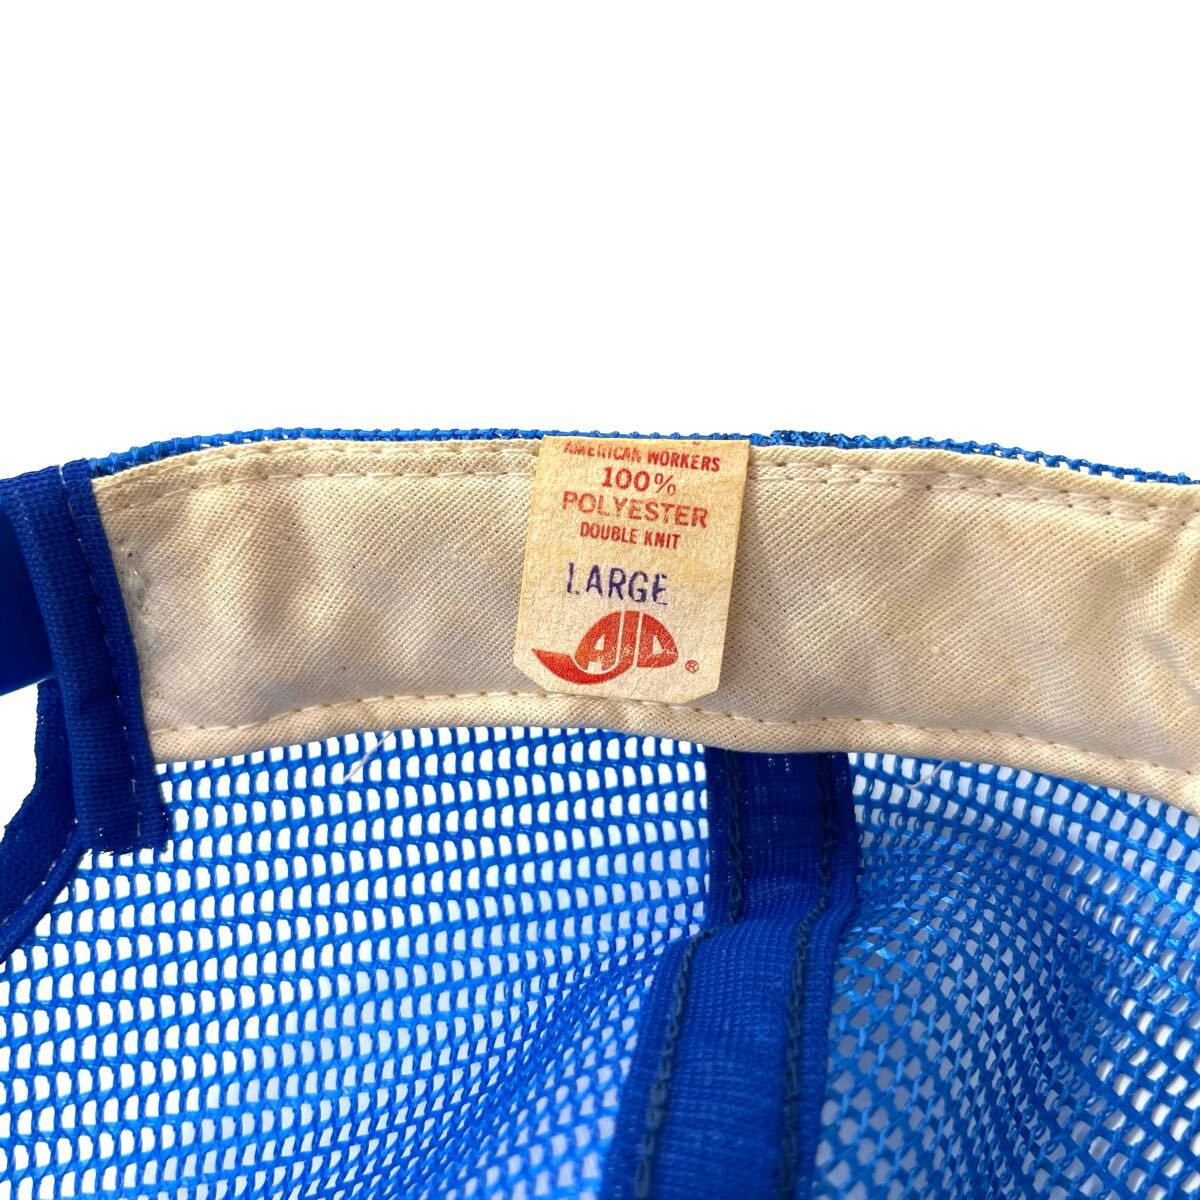 AMERICAN WORKERS
100%
POLYESTER
DOUBLE KNIT
LARGE
AJD ®